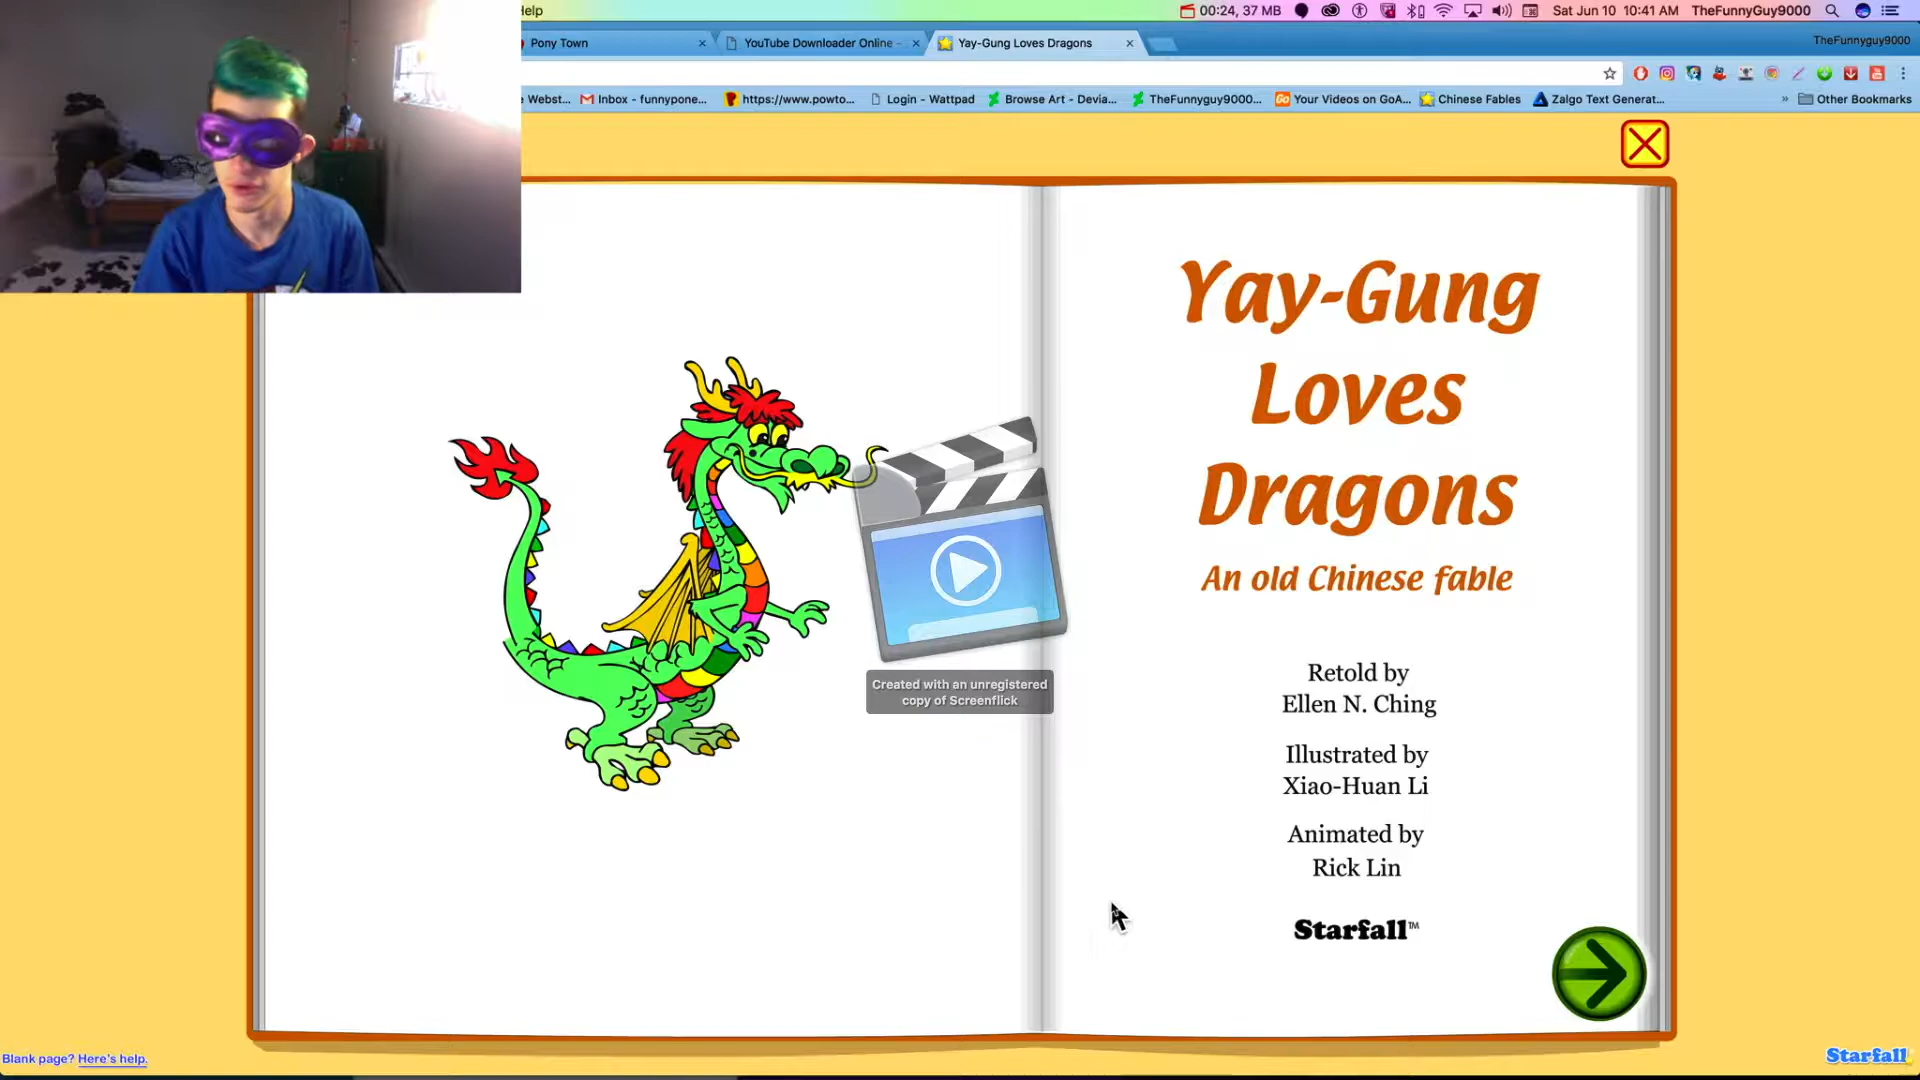 Help
00:24, 37 MB
Sat Jun 10 10:41 AM
TheFunnyGuy9000
Pony Town
YouTube Downloader Online -
Yay-Gung Loves Dragons
TheFunnyguy9000
e Webst...
Inbox - funnypone...
https://www.powto...
Login - Wattpad
Browse Art - Devia...
TheFunnyguy9000...
Your Videos on GoA...
Chinese Fables
Zalgo Text Generat...
»
Other Bookmarks
Yay-Gung
Loves
Dragons
An old Chinese fable
Retold by
Ellen N. Ching
Illustrated by
Xiao-Huan Li
Animated by
Rick Lin
Starfall™
Created with an unregistered
copy of Screenflick
Blank page? Here's help.
Starfall